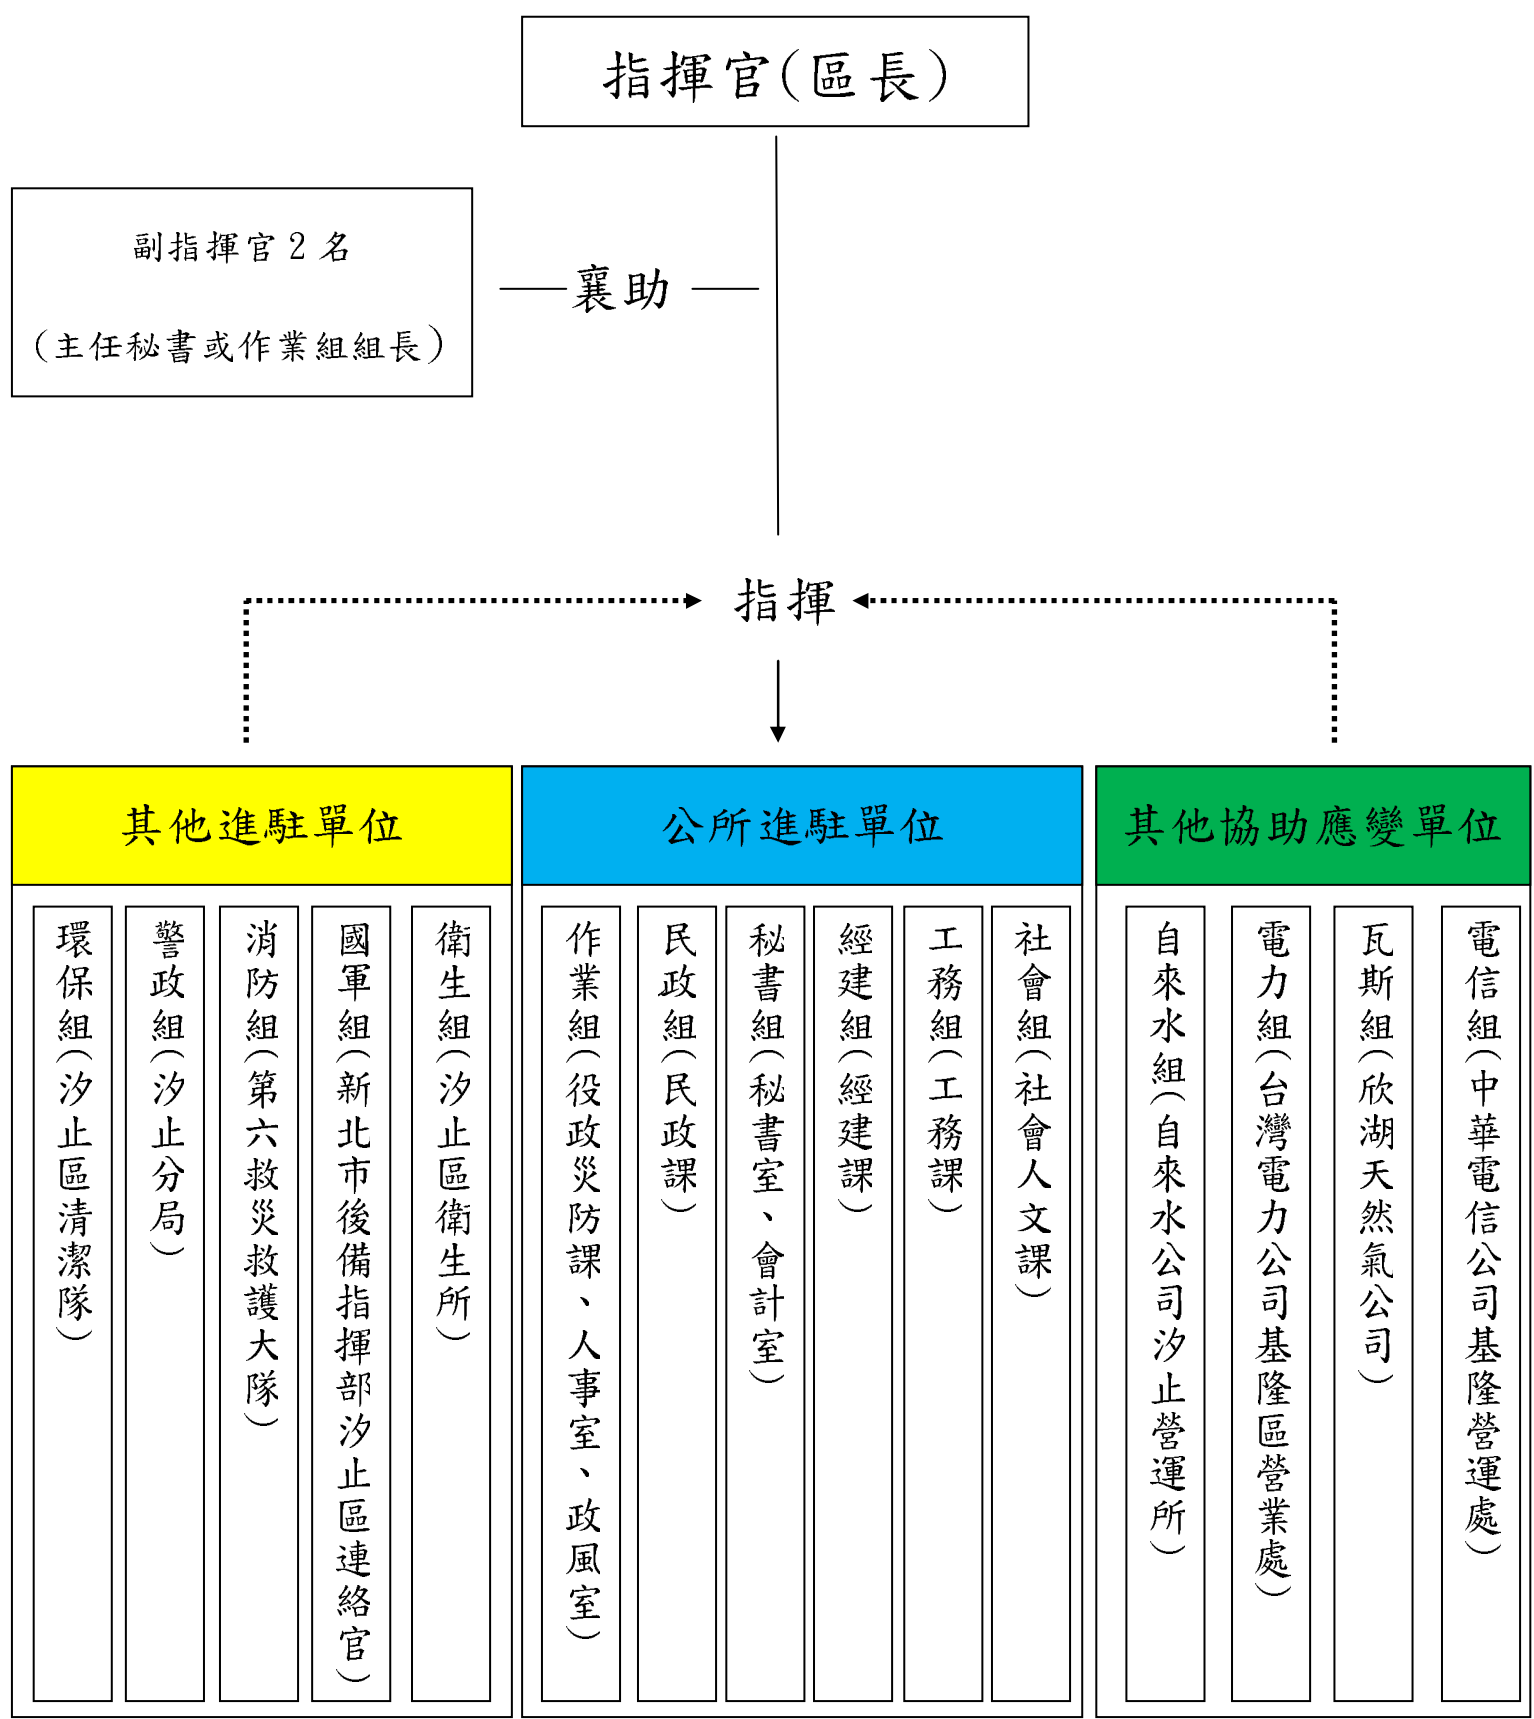 指揮官(區長)
副指揮官2名
(主任秘書或作業組組長)
襄助
指揮
其他進駐單位
環保組(汐止區清潔隊)
警政組(汐止分局)
消防組(第六救災救護大隊)
國軍組(新北市後備指揮部汐止區連絡官)
衛生組(汐止區衛生所)
公所進駐單位
作業組(役政災防課、人事室、政風室)
民政組(民政課)
秘書組(秘書室、會計室)
經建組(經建課)
工務組(工務課)
社會組(社會人文課)
其他協助應變單位
自來水組(自來水公司汐止營運所)
電力組(台灣電力公司基隆區營業處)
瓦斯組(欣湖天然氣公司)
電信組(中華電信公司基隆營運處)